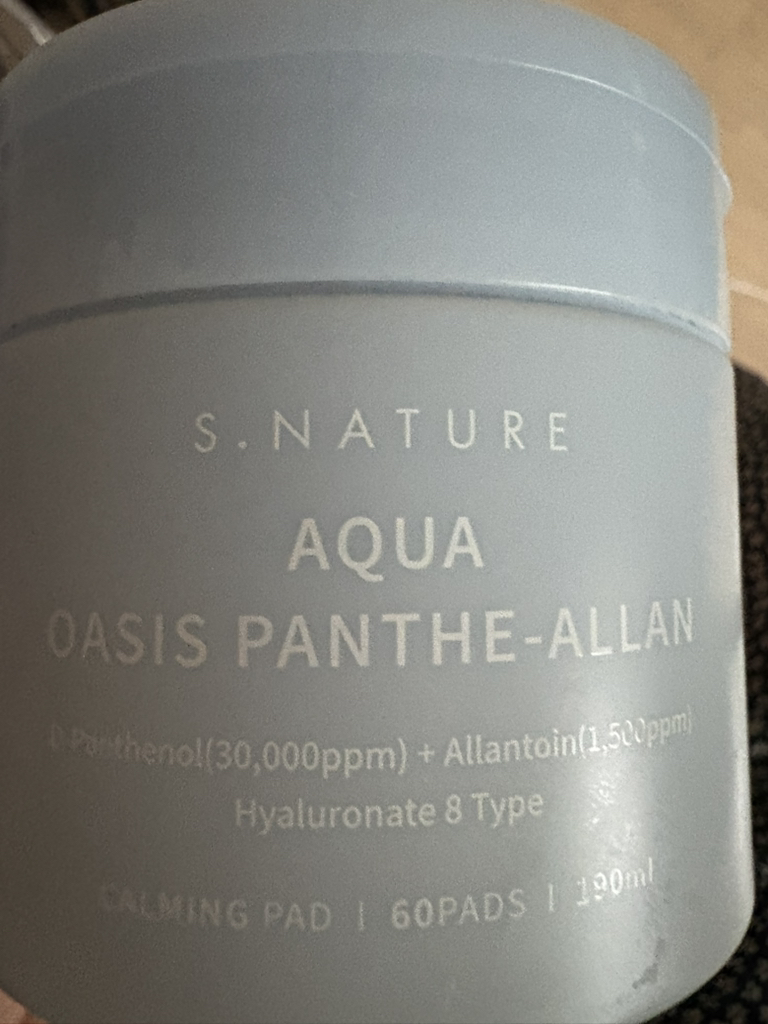 S.NATURE
AQUA
OASIS PANTHE-ALLAN
D-Panthenol(30,000ppm) + Allantoin(1,500ppm)
Hyaluronate 8 Type
CALMING PAD | 60PADS | 190ml